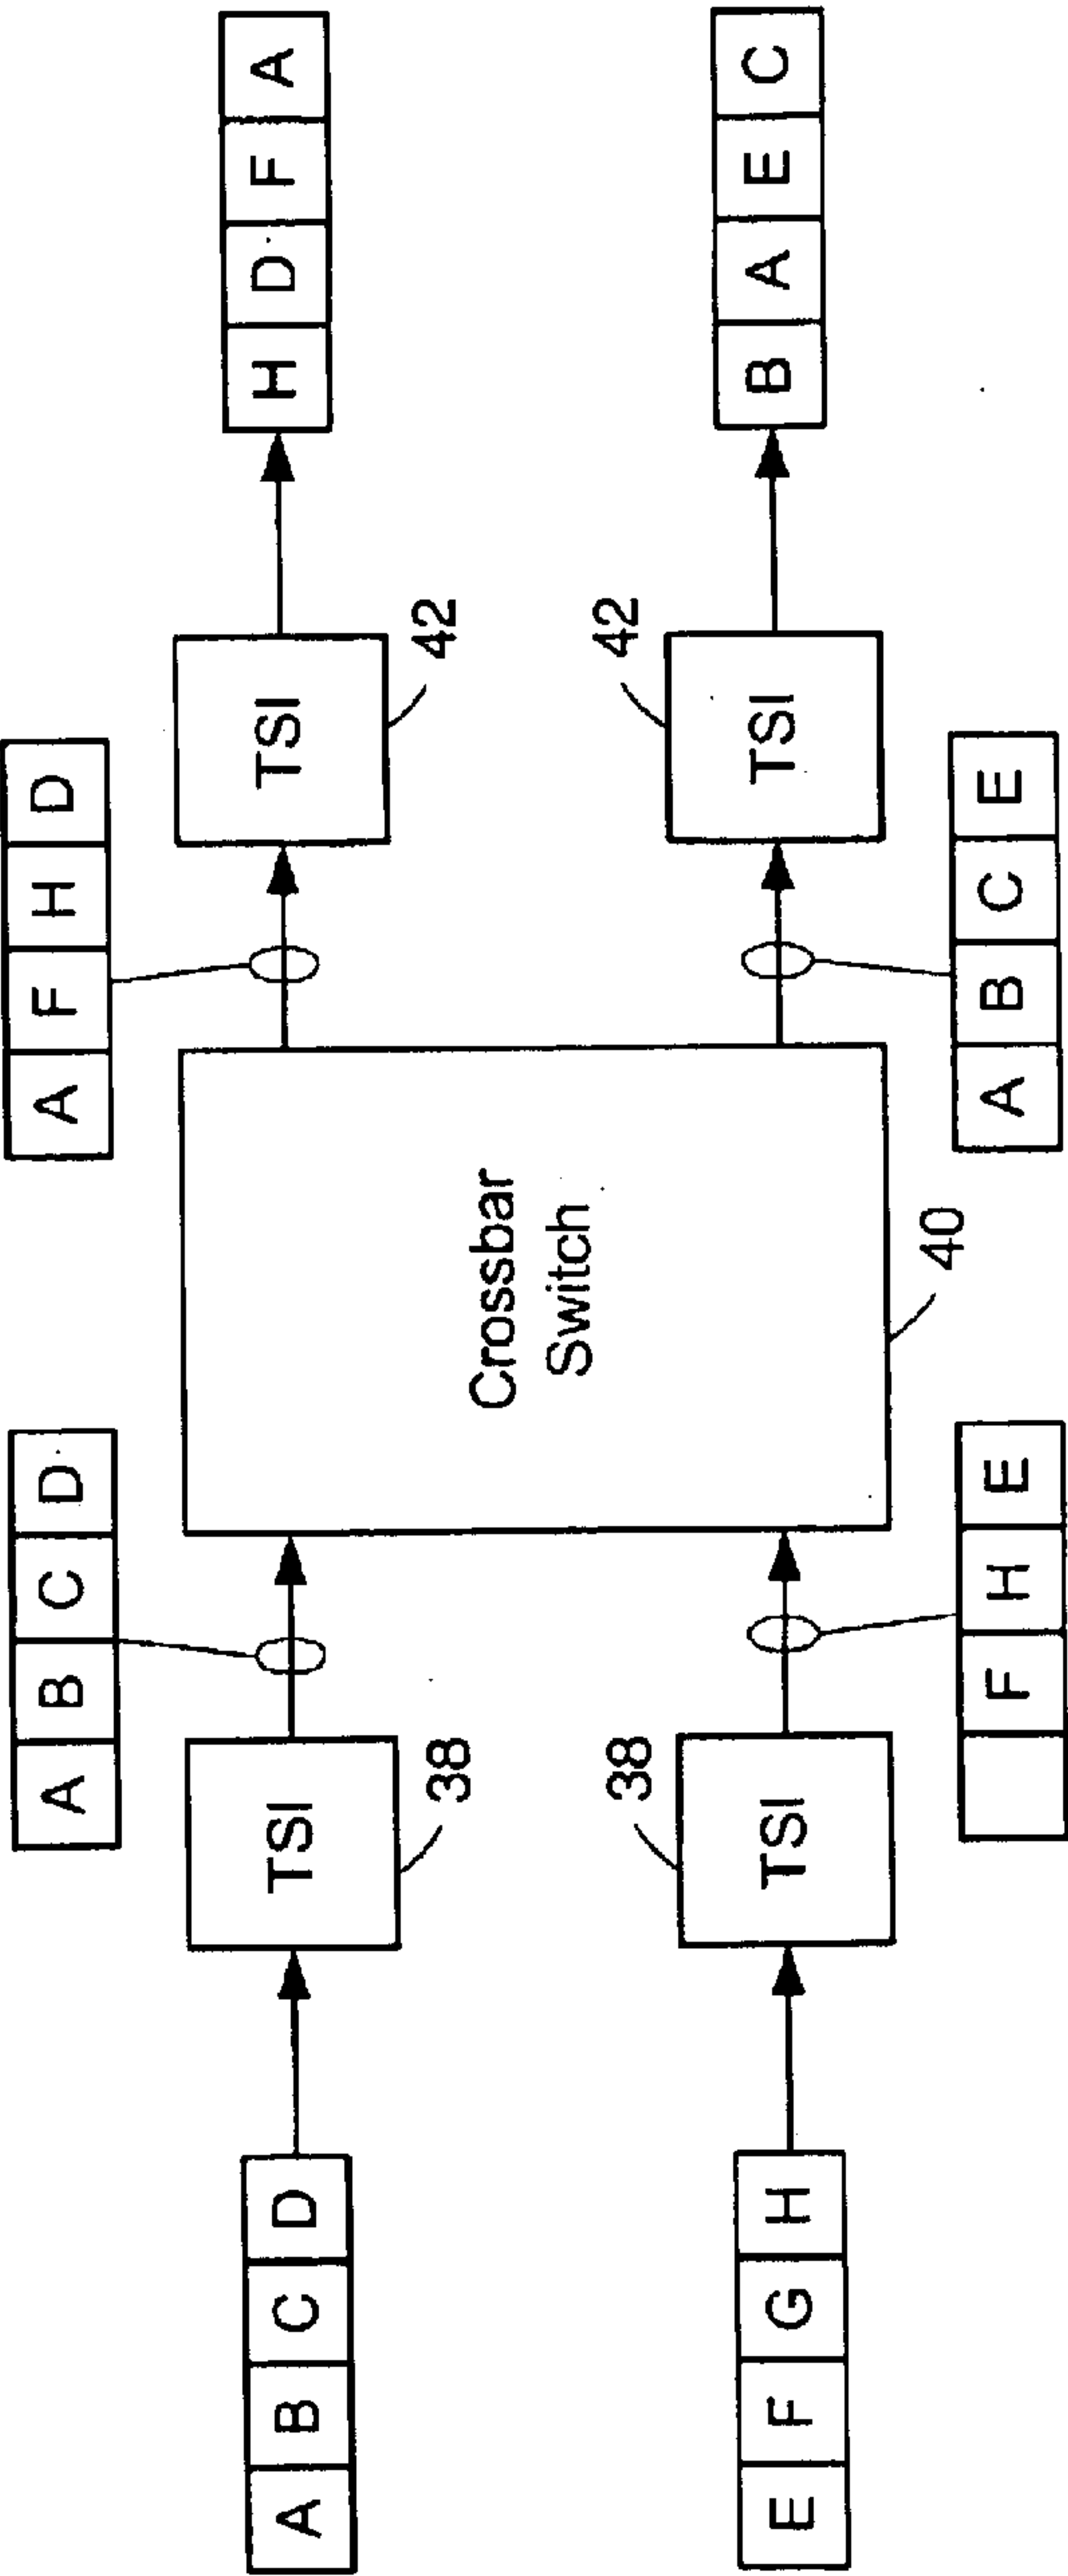 A B C D
A F H D
A B C D
TSI
38
TSI
42
H D F A
Crossbar
Switch
40
E F G H
38
TSI
42
TSI
B A E C
F H E
A B C E